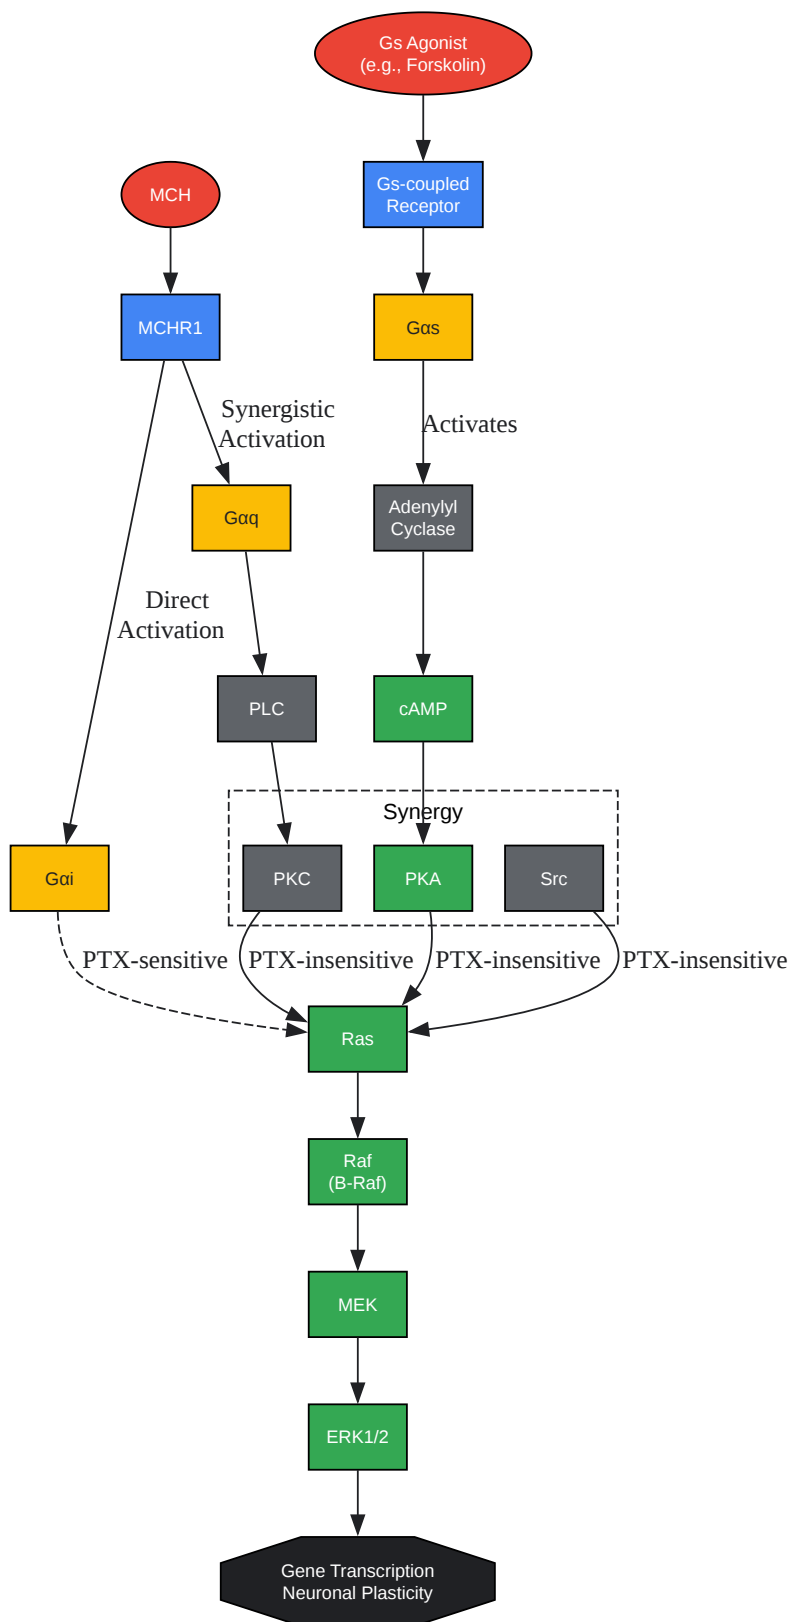 Gs Agonist
(e.g., Forskolin)
MCH
Gs-coupled
Receptor
MCHR1
Gαs
Synergistic
Activation
Activates
Gαq
Adenylyl
Cyclase
Direct
Activation
PLC
cAMP
Synergy
Gαi
PKC
PKA
Src
PTX-sensitive
PTX-insensitive
PTX-insensitive
PTX-insensitive
Ras
Raf
(B-Raf)
MEK
ERK1/2
Gene Transcription
Neuronal Plasticity